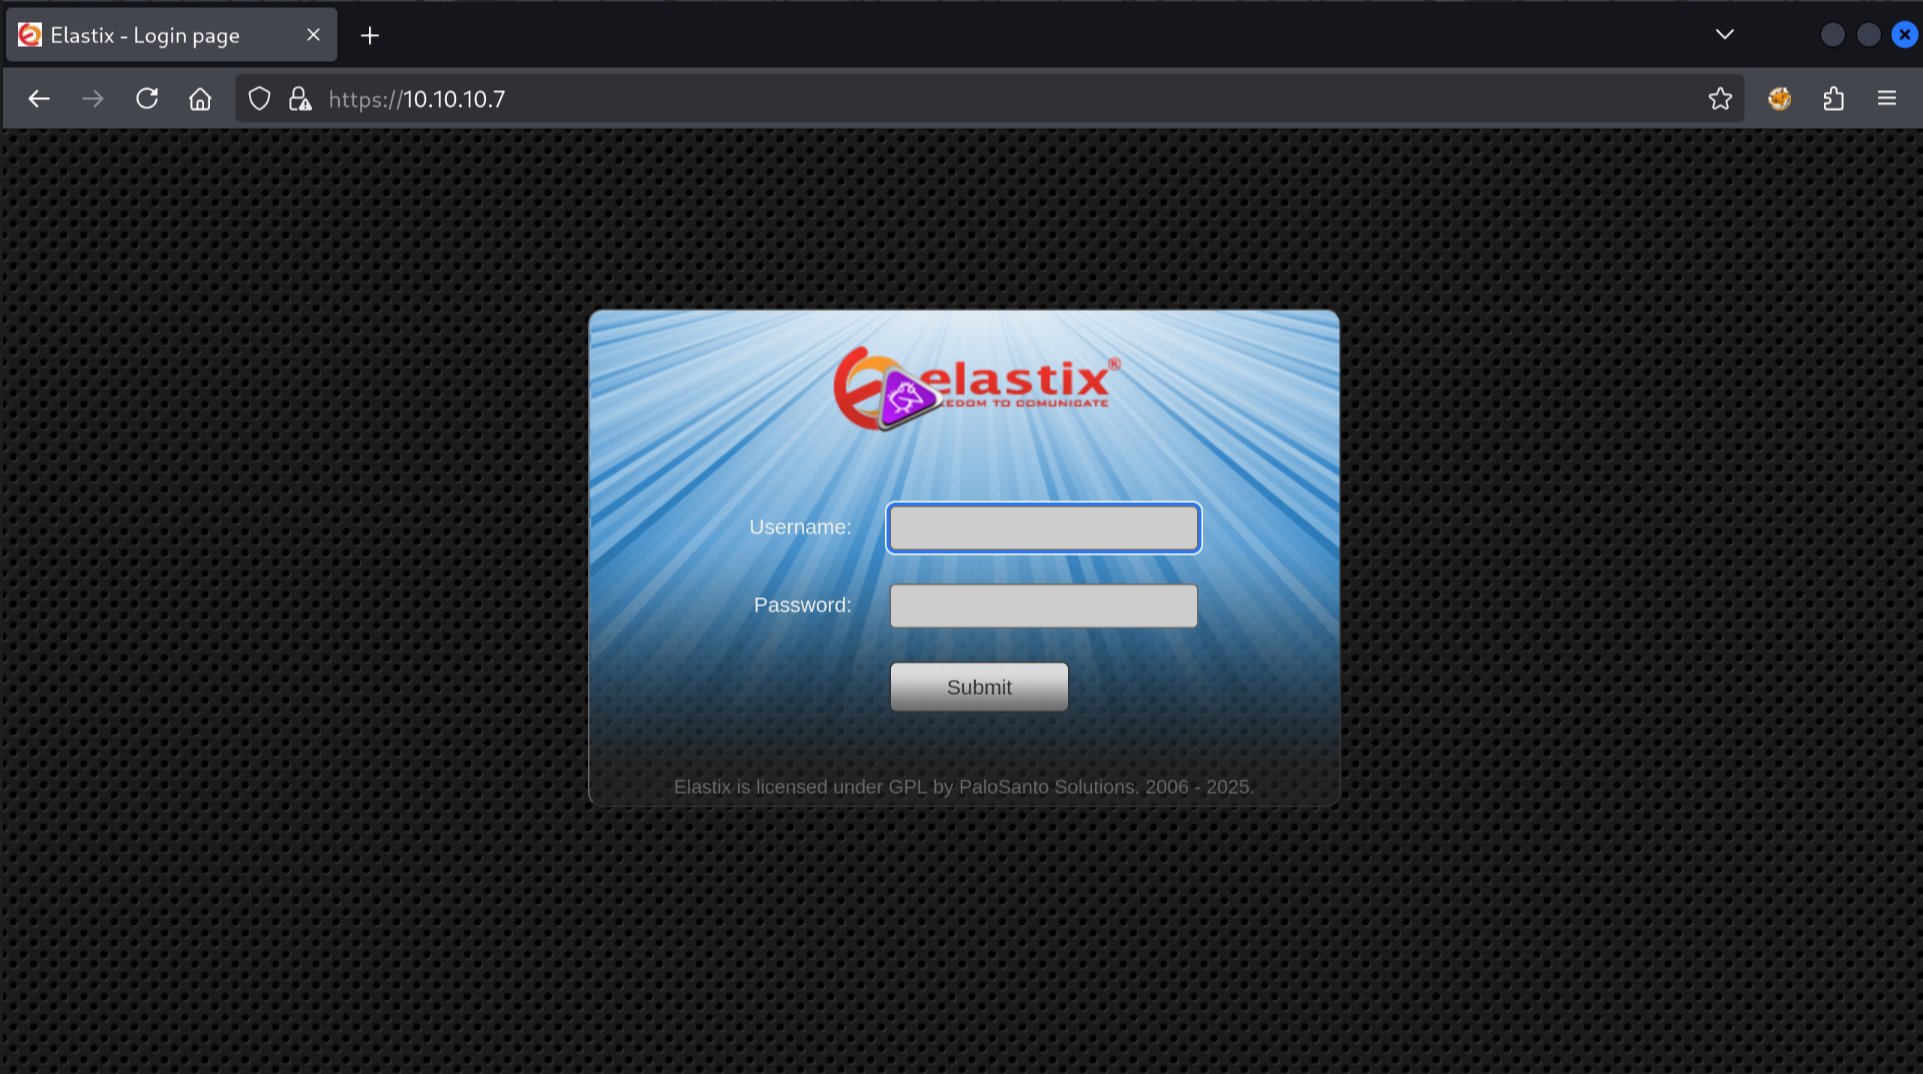 Elastix - Login page
https://10.10.10.7
elastix®
EDOM TO COMUNICATE
Username:
Password:
Submit
Elastix is licensed under GPL by PaloSanto Solutions. 2006 - 2025.